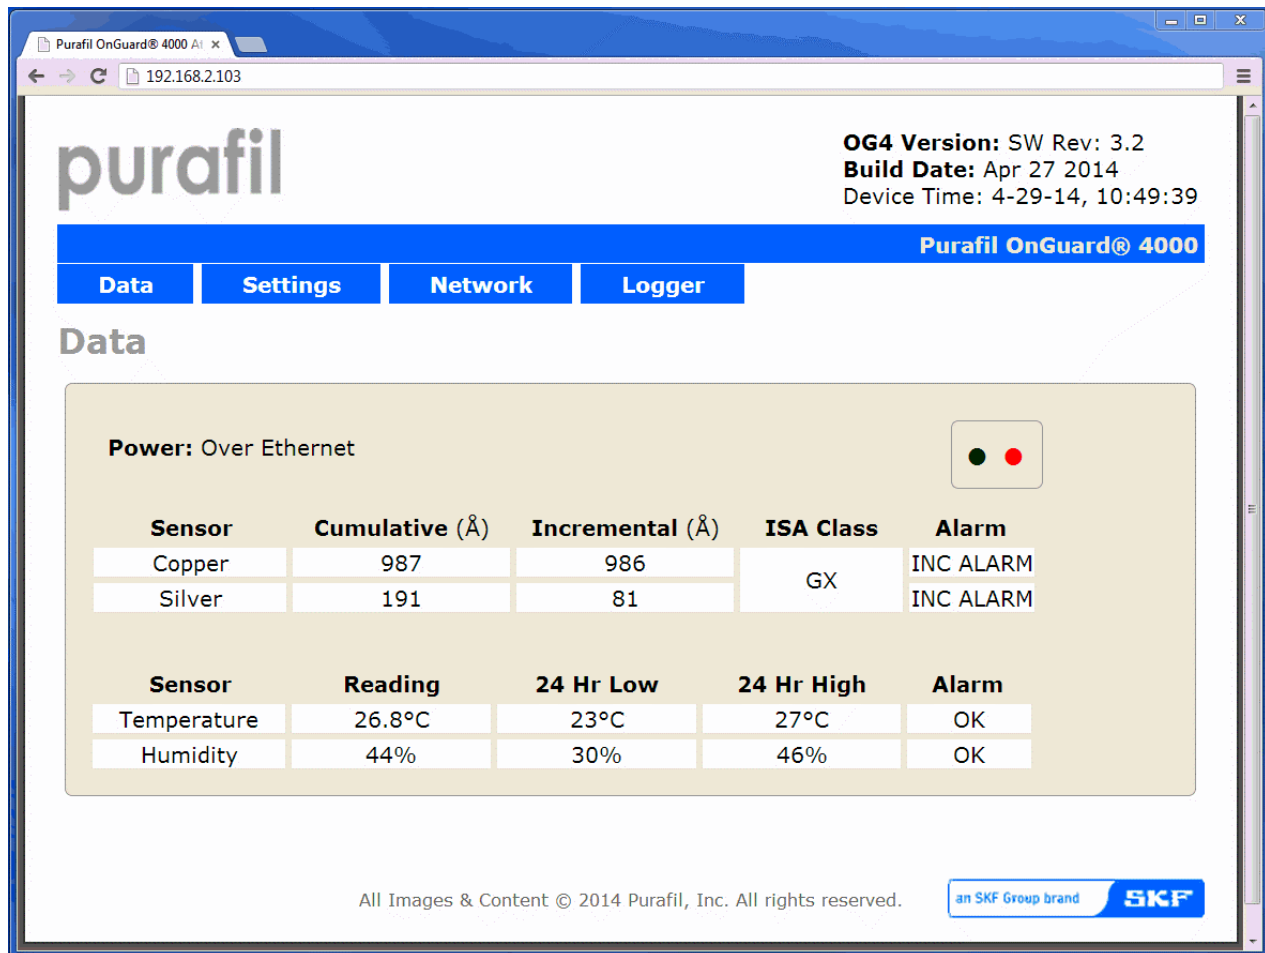 Purafil OnGuard® 4000 At
192.168.2.103
purafil
OG4 Version: SW Rev: 3.2
Build Date: Apr 27 2014
Device Time: 4-29-14, 10:49:39
Purafil OnGuard® 4000
Data Settings Network Logger
Data
Power: Over Ethernet
Sensor Cumulative (Å) Incremental (Å) ISA Class Alarm
Copper 987 986 GX INC ALARM
Silver 191 81 INC ALARM
Sensor Reading 24 Hr Low 24 Hr High Alarm
Temperature 26.8°C 23°C 27°C OK
Humidity 44% 30% 46% OK
All Images & Content © 2014 Purafil, Inc. All rights reserved.
an SKF Group brand SKF